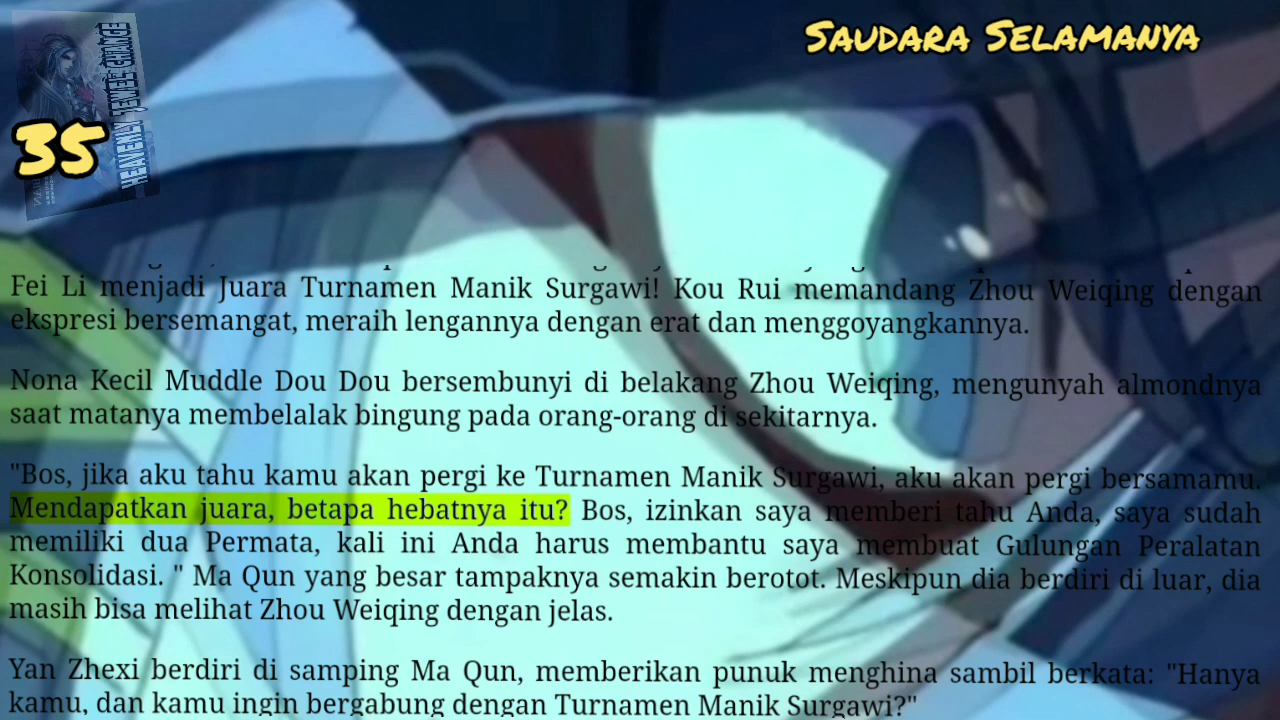 SAUDARA SELAMANYA
HEAVENLY JEWEL CHANGE
35
Fei Li menjadi Juara Turnamen Manik Surgawi! Kou Rui memandang Zhou Weiqing dengan
ekspresi bersemangat, meraih lengannya dengan erat dan menggoyangkannya.
Nona Kecil Muddle Dou Dou bersembunyi di belakang Zhou Weiqing, mengunyah almondnya
saat matanya membelalak bingung pada orang-orang di sekitarnya.
"Bos, jika aku tahu kamu akan pergi ke Turnamen Manik Surgawi, aku akan pergi bersamamu.
Mendapatkan juara, betapa hebatnya itu? Bos, izinkan saya memberi tahu Anda, saya sudah
memiliki dua Permata, kali ini Anda harus membantu saya membuat Gulungan Peralatan
Konsolidasi. " Ma Qun yang besar tampaknya semakin berotot. Meskipun dia berdiri di luar, dia
masih bisa melihat Zhou Weiqing dengan jelas.
Yan Zhexi berdiri di samping Ma Qun, memberikan punuk menghina sambil berkata: "Hanya
kamu, dan kamu ingin bergabung dengan Turnamen Manik Surgawi?"